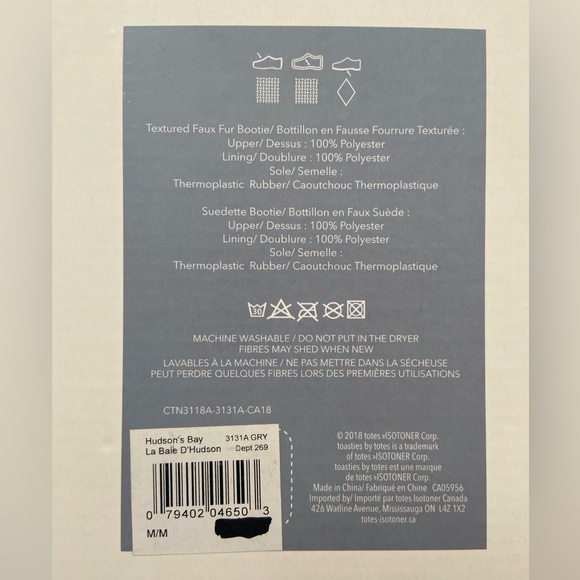 Textured Faux Fur Bootie/ Bottillon en Fausse Fourrure Texturée :
Upper/ Dessus : 100% Polyester
Lining/ Doublure : 100% Polyester
Sole/ Semelle :
Thermoplastic Rubber/ Caoutchouc Thermoplastique
Suedette Bootie/ Bottillon en Faux Suède :
Upper/ Dessus : 100% Polyester
Lining/ Doublure : 100% Polyester
Sole/ Semelle :
Thermoplastic Rubber/ Caoutchouc Thermoplastique
30
MACHINE WASHABLE / DO NOT PUT IN THE DRYER
FIBRES MAY SHED WHEN NEW
LAVABLES À LA MACHINE / NE PAS METTRE DANS LA SÉCHEUSE
PEUT PERDRE QUELQUES FIBRES LORS DES PREMIÈRES UTILISATIONS
CTN3118A-3131A-CA18
Hudson's Bay 3131A GRY
La Baie D'Hudson Dept 269
0 79402 04650 3
M/M
© 2018 totes »ISOTONER Corp.
toasties by totes is a trademark
of totes »ISOTONER Corp.
toasties by totes est une marque
de totes »ISOTONER Corp.
Made in China/ Fabriqué en Chine CA05956
Imported by/ Importé par totes Isotoner Canada
426 Watline Avenue, Mississauga ON L4Z 1X2
totes-isotoner.ca